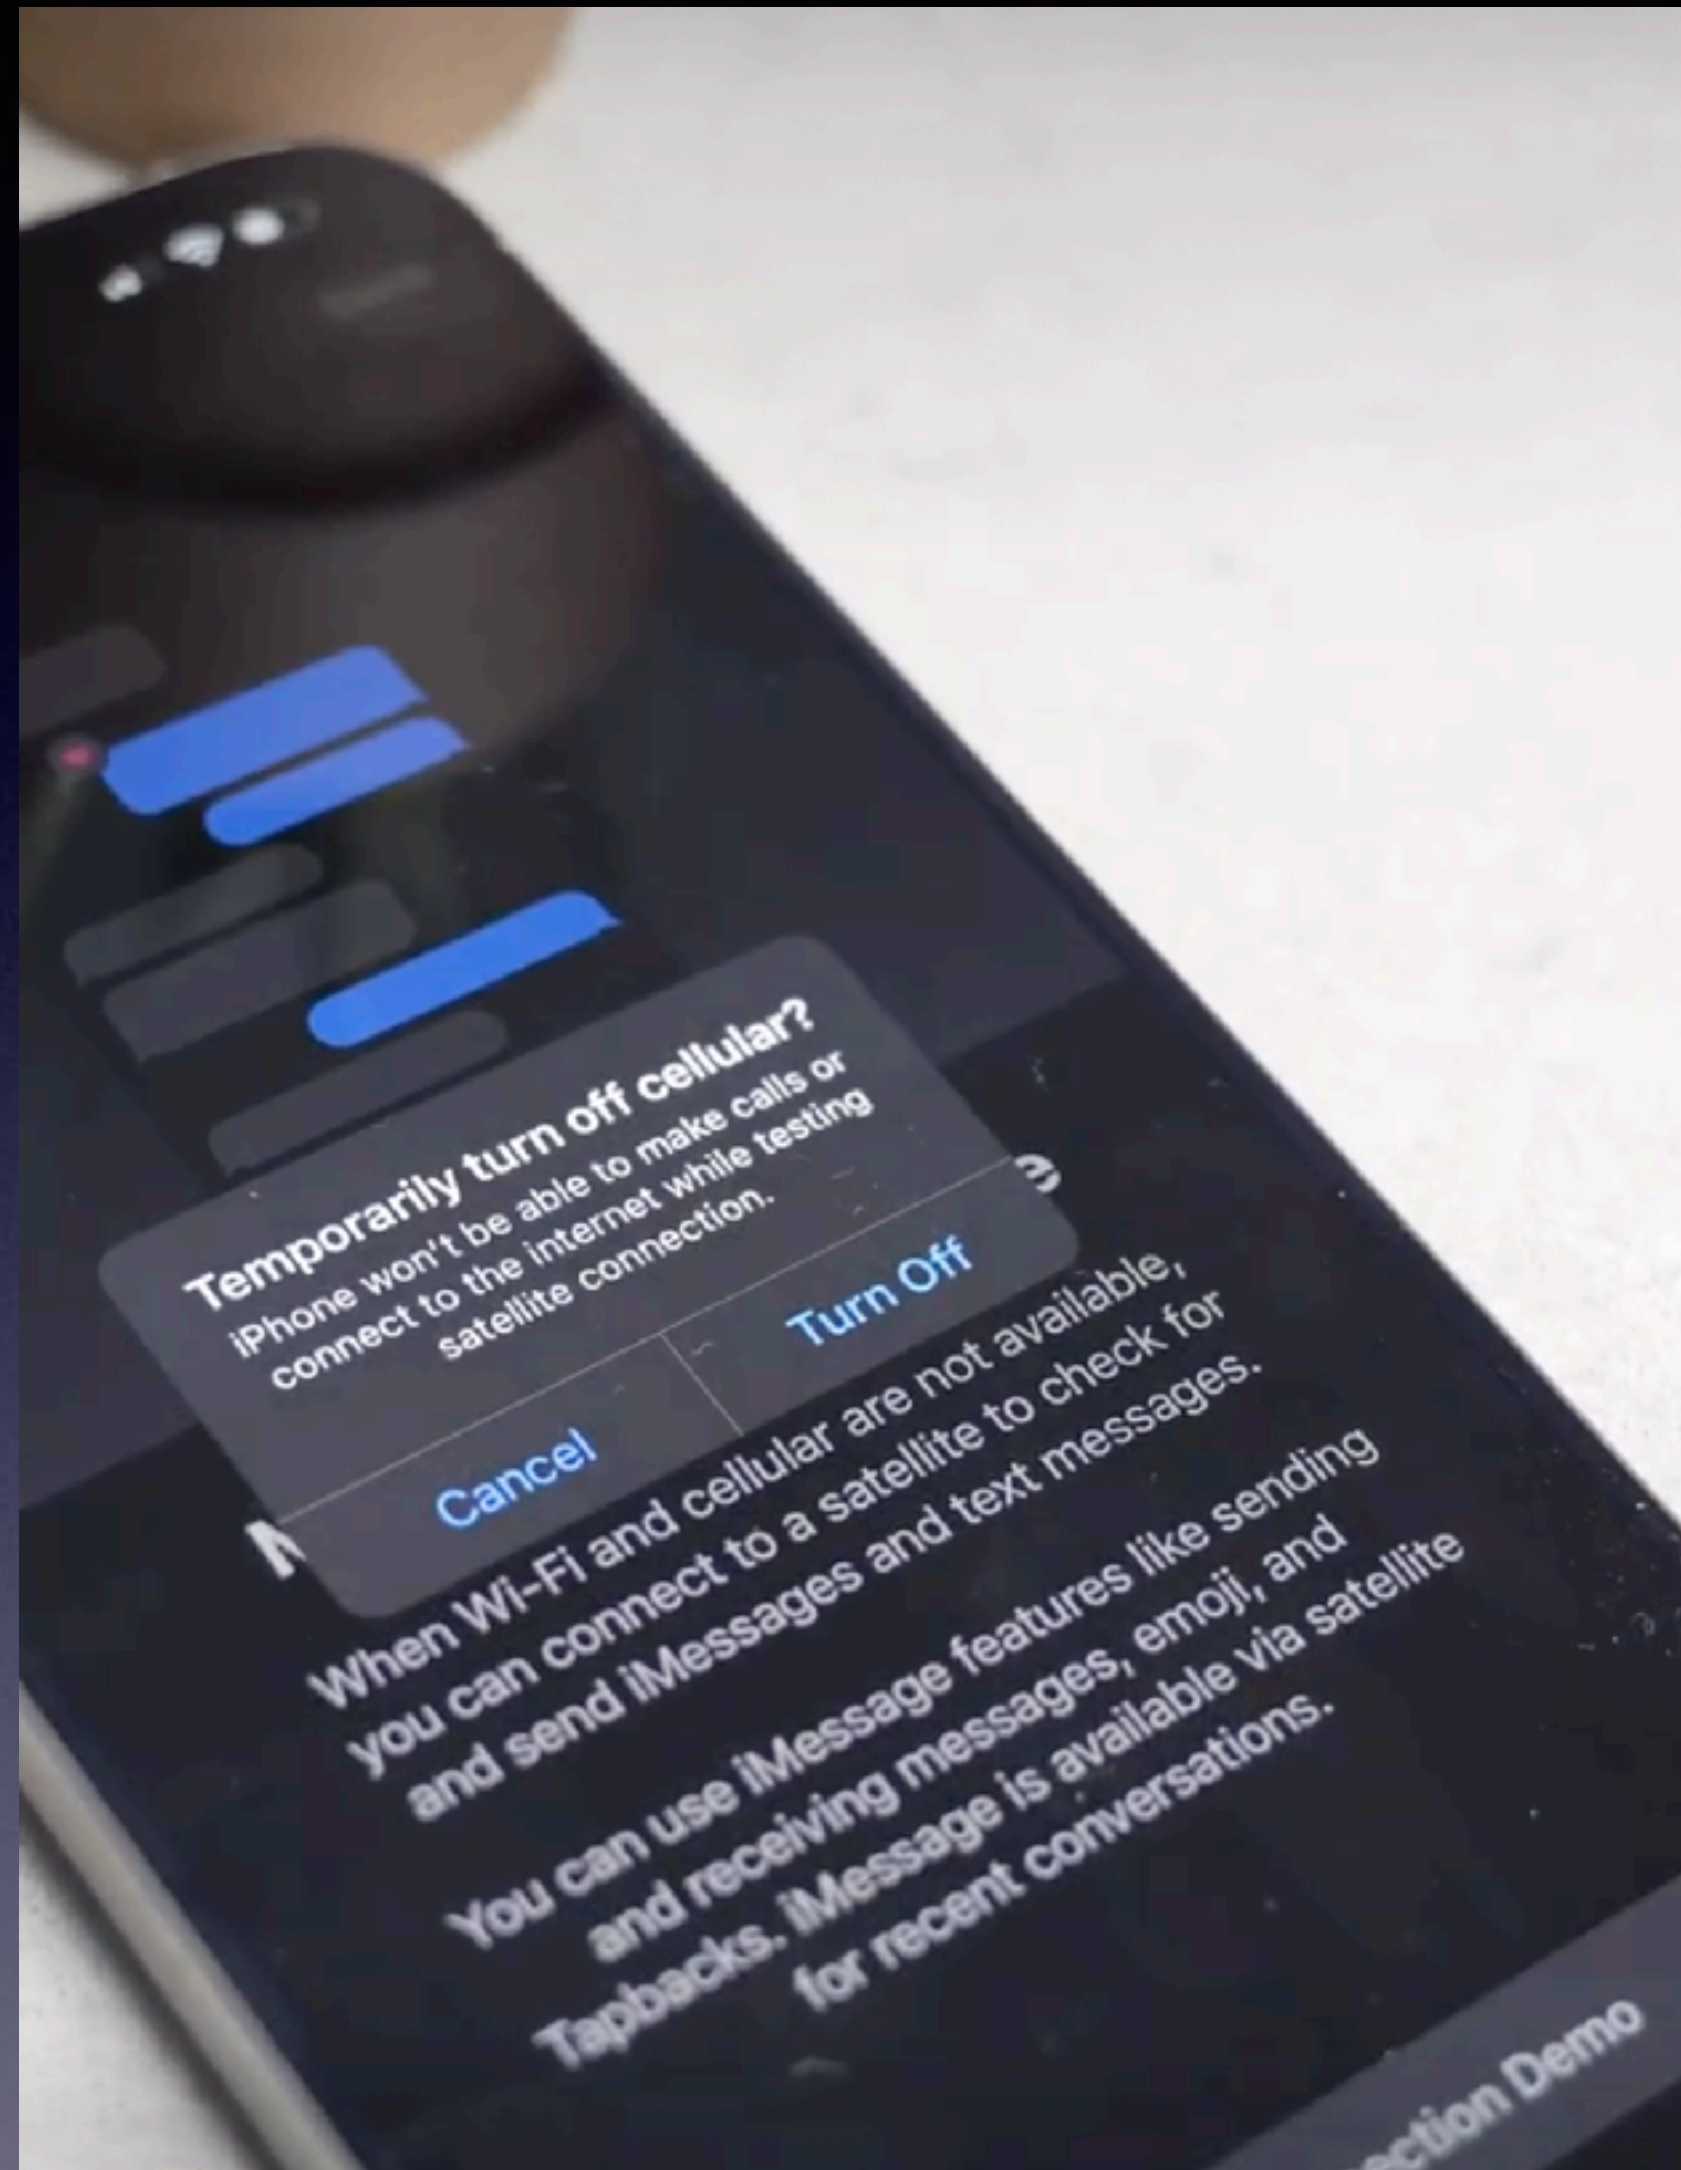 Temporarily turn off cellular?
iPhone won't be able to make calls or
connect to the internet while testing
satellite connection.
Cancel
Turn Off
When Wi-Fi and cellular are not available,
you can connect to a satellite to check for
and send iMessages and text messages.
You can use iMessage features like sending
and receiving messages, emoji, and
Tapbacks. iMessage is available via satellite
for recent conversations.
Demo